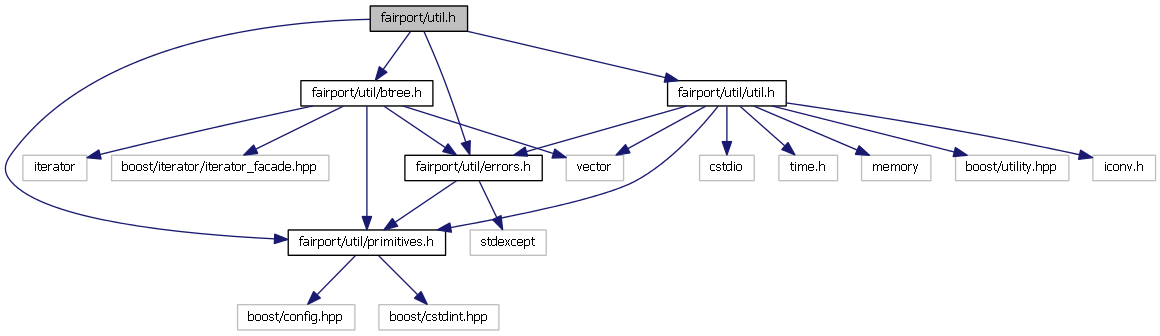 fairport/util.h
fairport/util/btree.h
fairport/util/util.h
iterator
boost/iterator/iterator_facade.hpp
fairport/util/errors.h
vector
cstdio
time.h
memory
boost/utility.hpp
iconv.h
fairport/util/primitives.h
stdexcept
boost/config.hpp
boost/cstdint.hpp